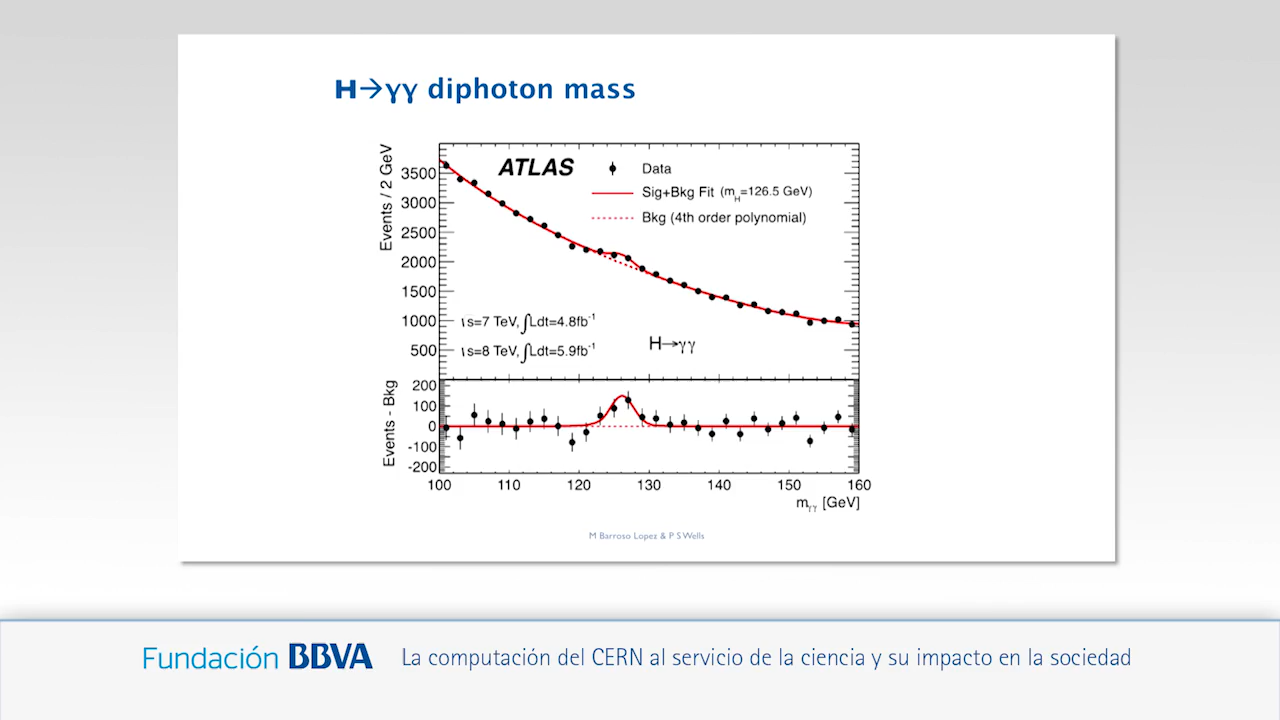 H→γγ diphoton mass
Events / 2 GeV
3500
3000
2500
2000
1500
1000
500
ATLAS
Data
Sig+Bkg Fit (mH=126.5 GeV)
Bkg (4th order polynomial)
√s=7 TeV, ∫Ldt=4.8fb-1
√s=8 TeV, ∫Ldt=5.9fb-1
H→γγ
Events - Bkg
200
100
0
-100
-200
100 110 120 130 140 150 160
mγγ [GeV]
M Barroso Lopez & P S Wells
Fundación BBVA La computación del CERN al servicio de la ciencia y su impacto en la sociedad